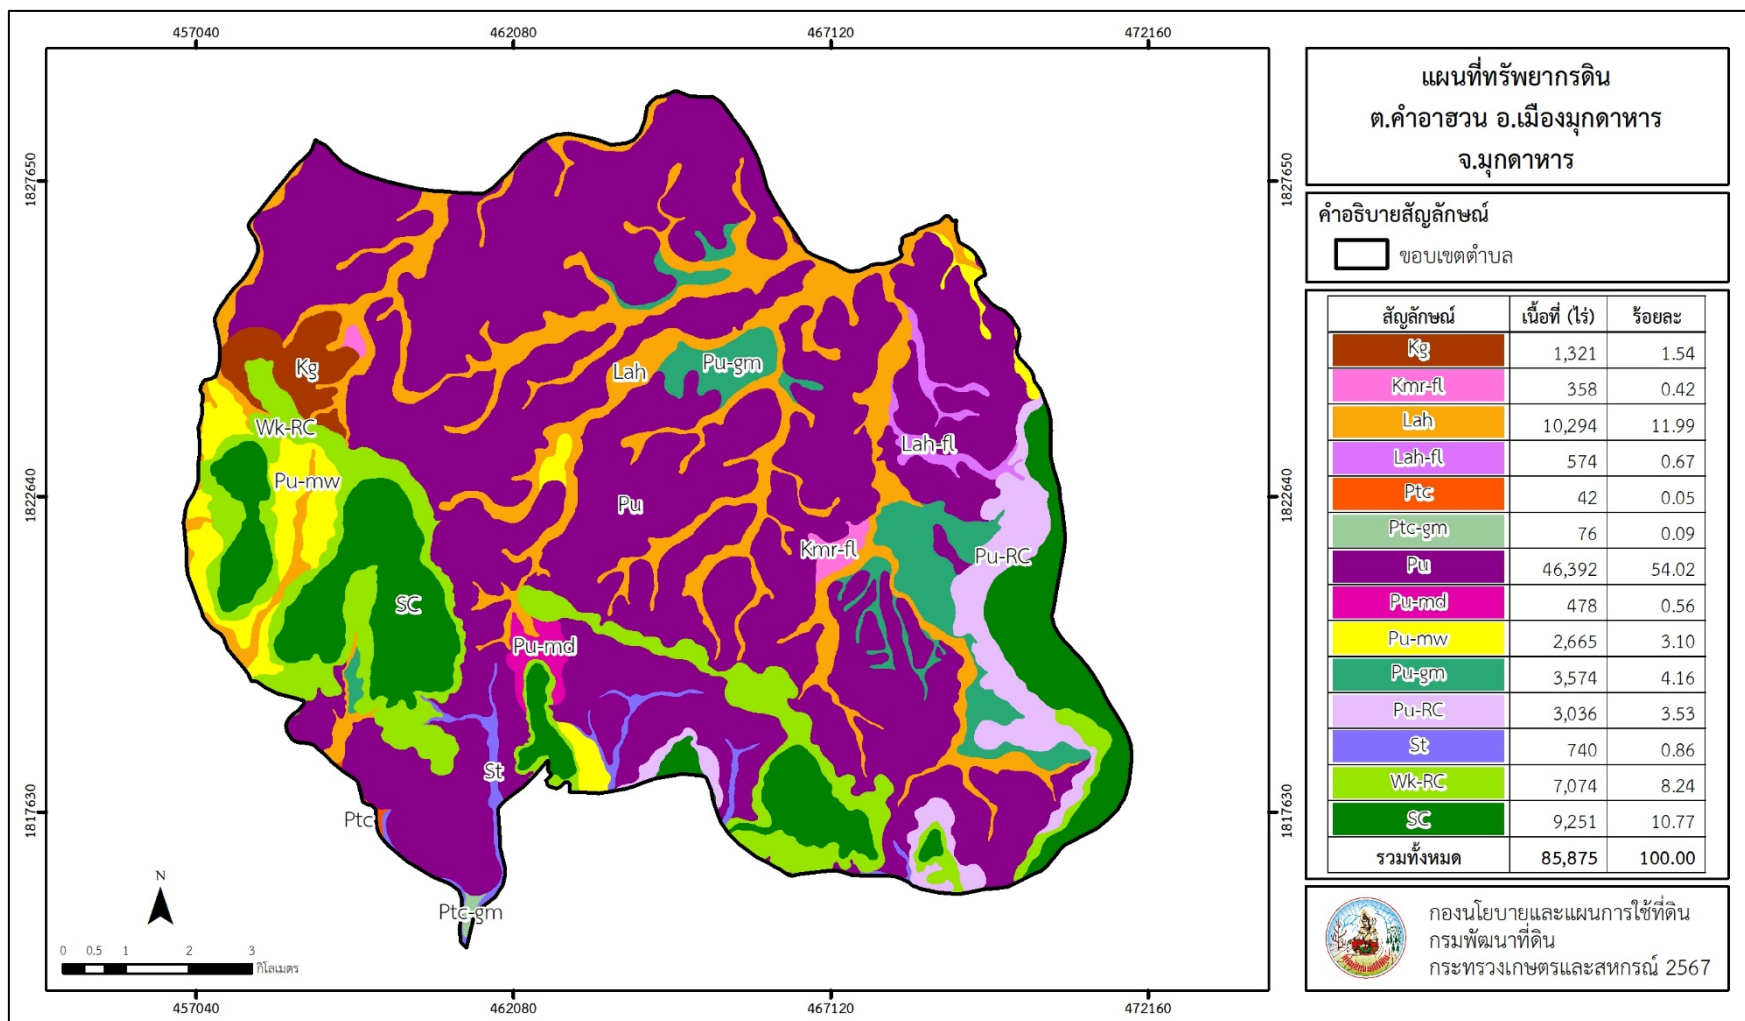 457040
462080
467120
472160
แผนที่ทรัพยากรดิน
ต.คำอาฮวน อ.เมืองมุกดาหาร
จ.มุกดาหาร
1827650
1827650
คำอธิบายสัญลักษณ์
ขอบเขตตำบล
สัญลักษณ์ เนื้อที่ (ไร่) ร้อยละ
Kg 1,321 1.54
Kmr-fl 358 0.42
Lah 10,294 11.99
Lah-fl 574 0.67
Ptc 42 0.05
Ptc-gm 76 0.09
Pu 46,392 54.02
Pu-md 478 0.56
Pu-mw 2,665 3.10
Pu-gm 3,574 4.16
Pu-RC 3,036 3.53
St 740 0.86
Wk-RC 7,074 8.24
SC 9,251 10.77
รวมทั้งหมด 85,875 100.00
Kg
Lah
Pu-gm
Wk-RC
Lah-fl
Pu-mw
Pu
1822640
1822640
Kmr-fl
Pu-RC
SC
Pu-md
St
Ptc
1817630
1817630
Ptc-gm
N
0 0.5 1 2 3
กิโลเมตร
กองนโยบายและแผนการใช้ที่ดิน
กรมพัฒนาที่ดิน
กระทรวงเกษตรและสหกรณ์ 2567
457040
462080
467120
472160